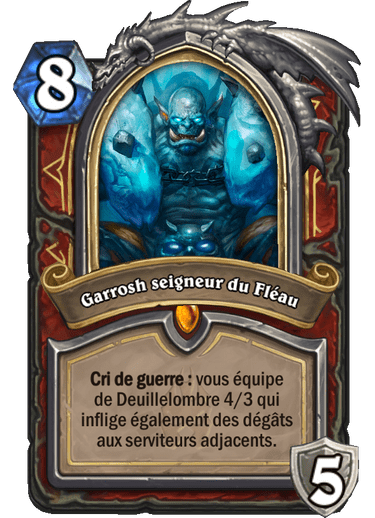 8
Garrosh seigneur du Fléau
Cri de guerre : vous équipe
de Deuillelombre 4/3 qui
inflige également des dégâts
aux serviteurs adjacents.
5